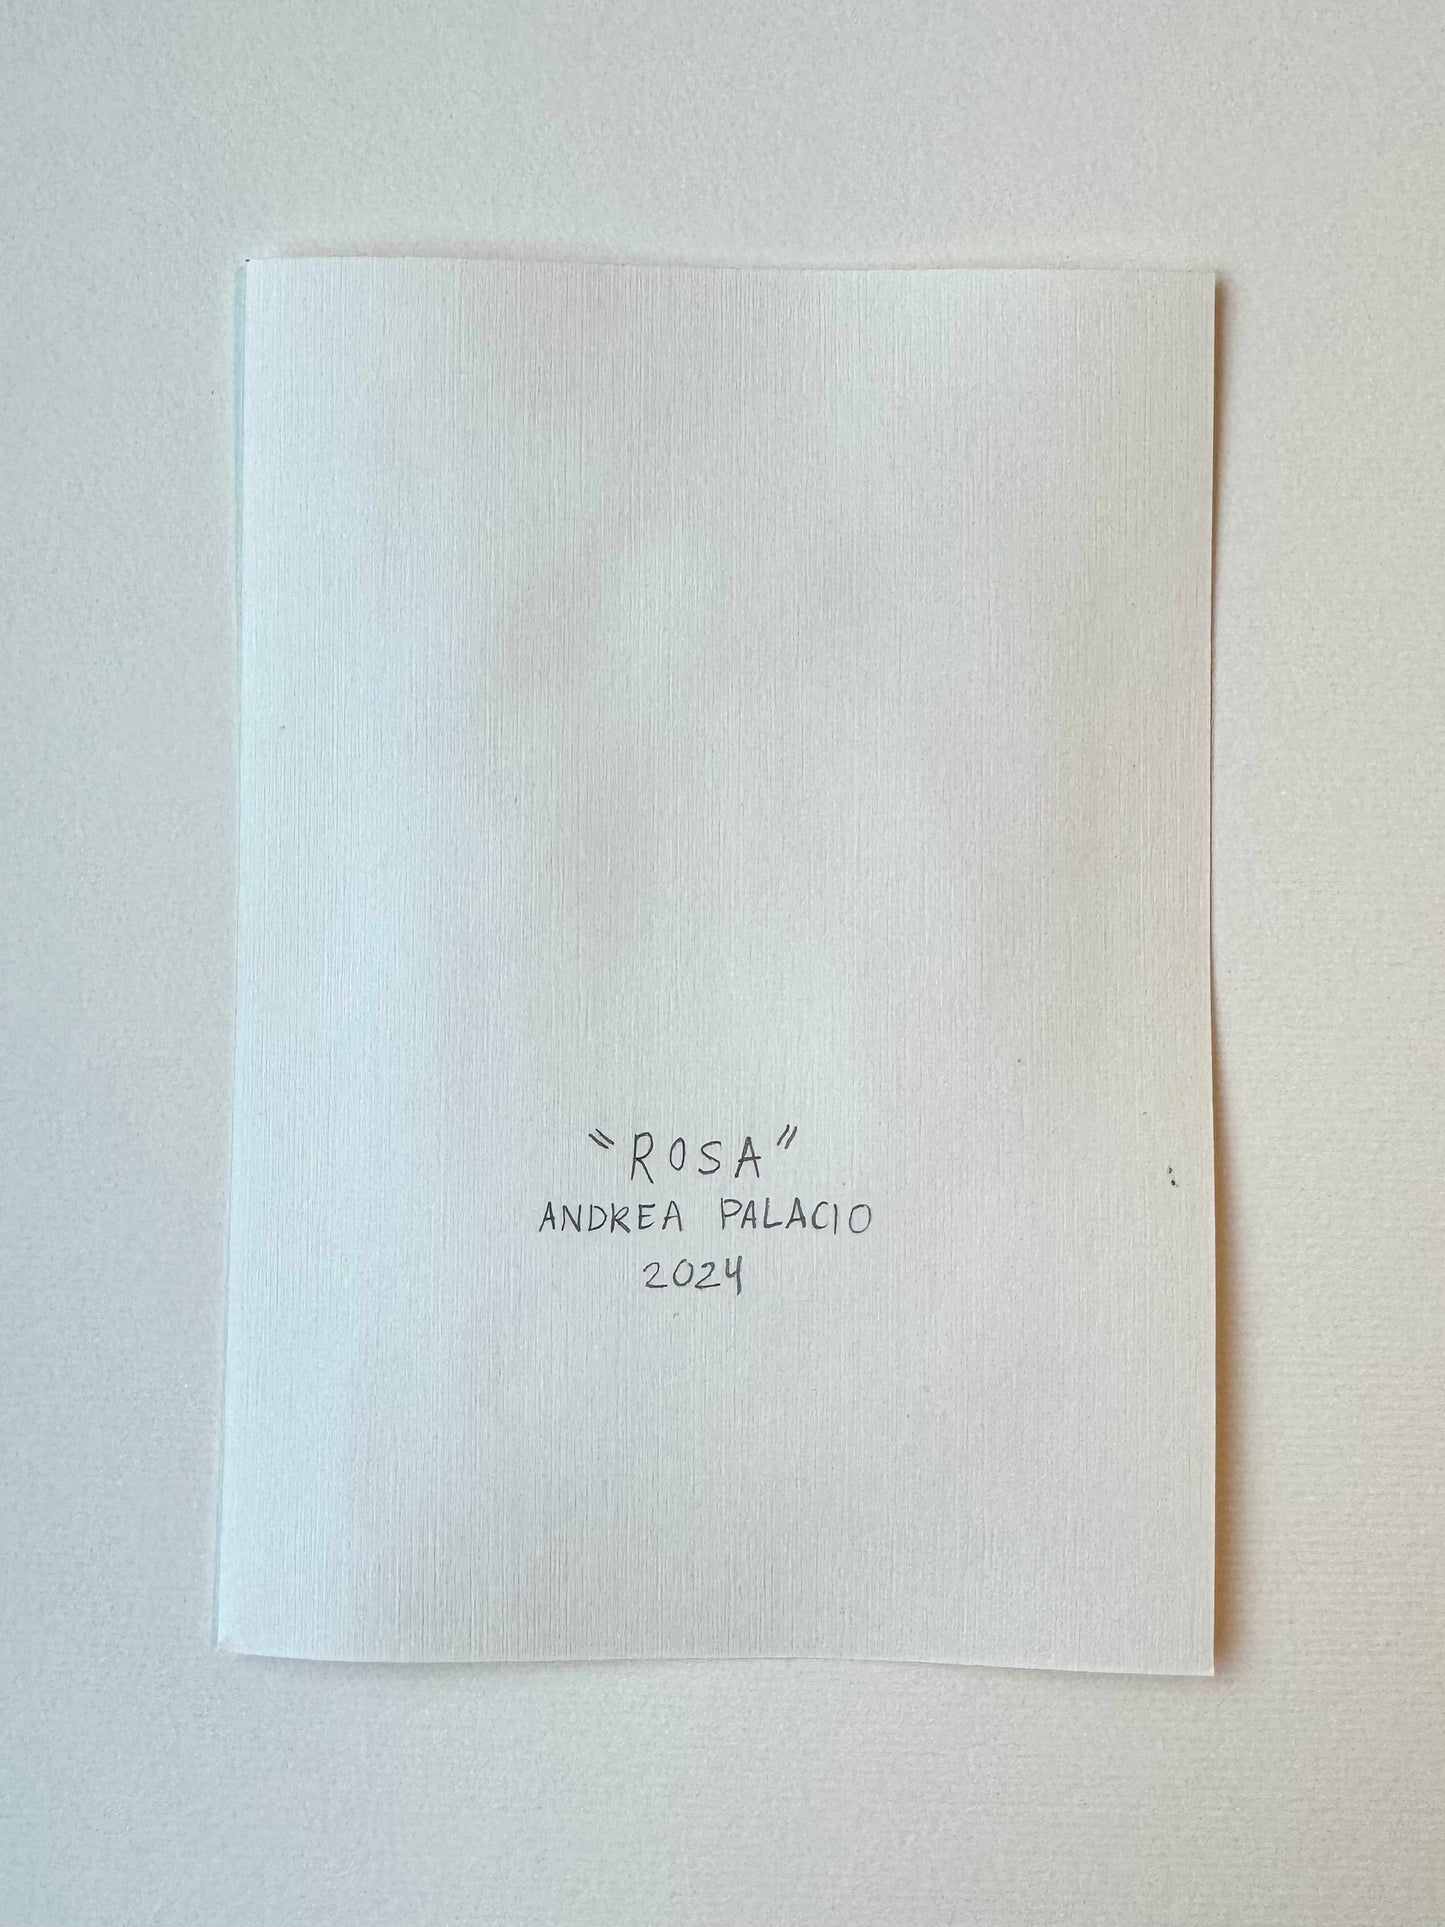 "ROSA"
ANDREA PALACIO
2024